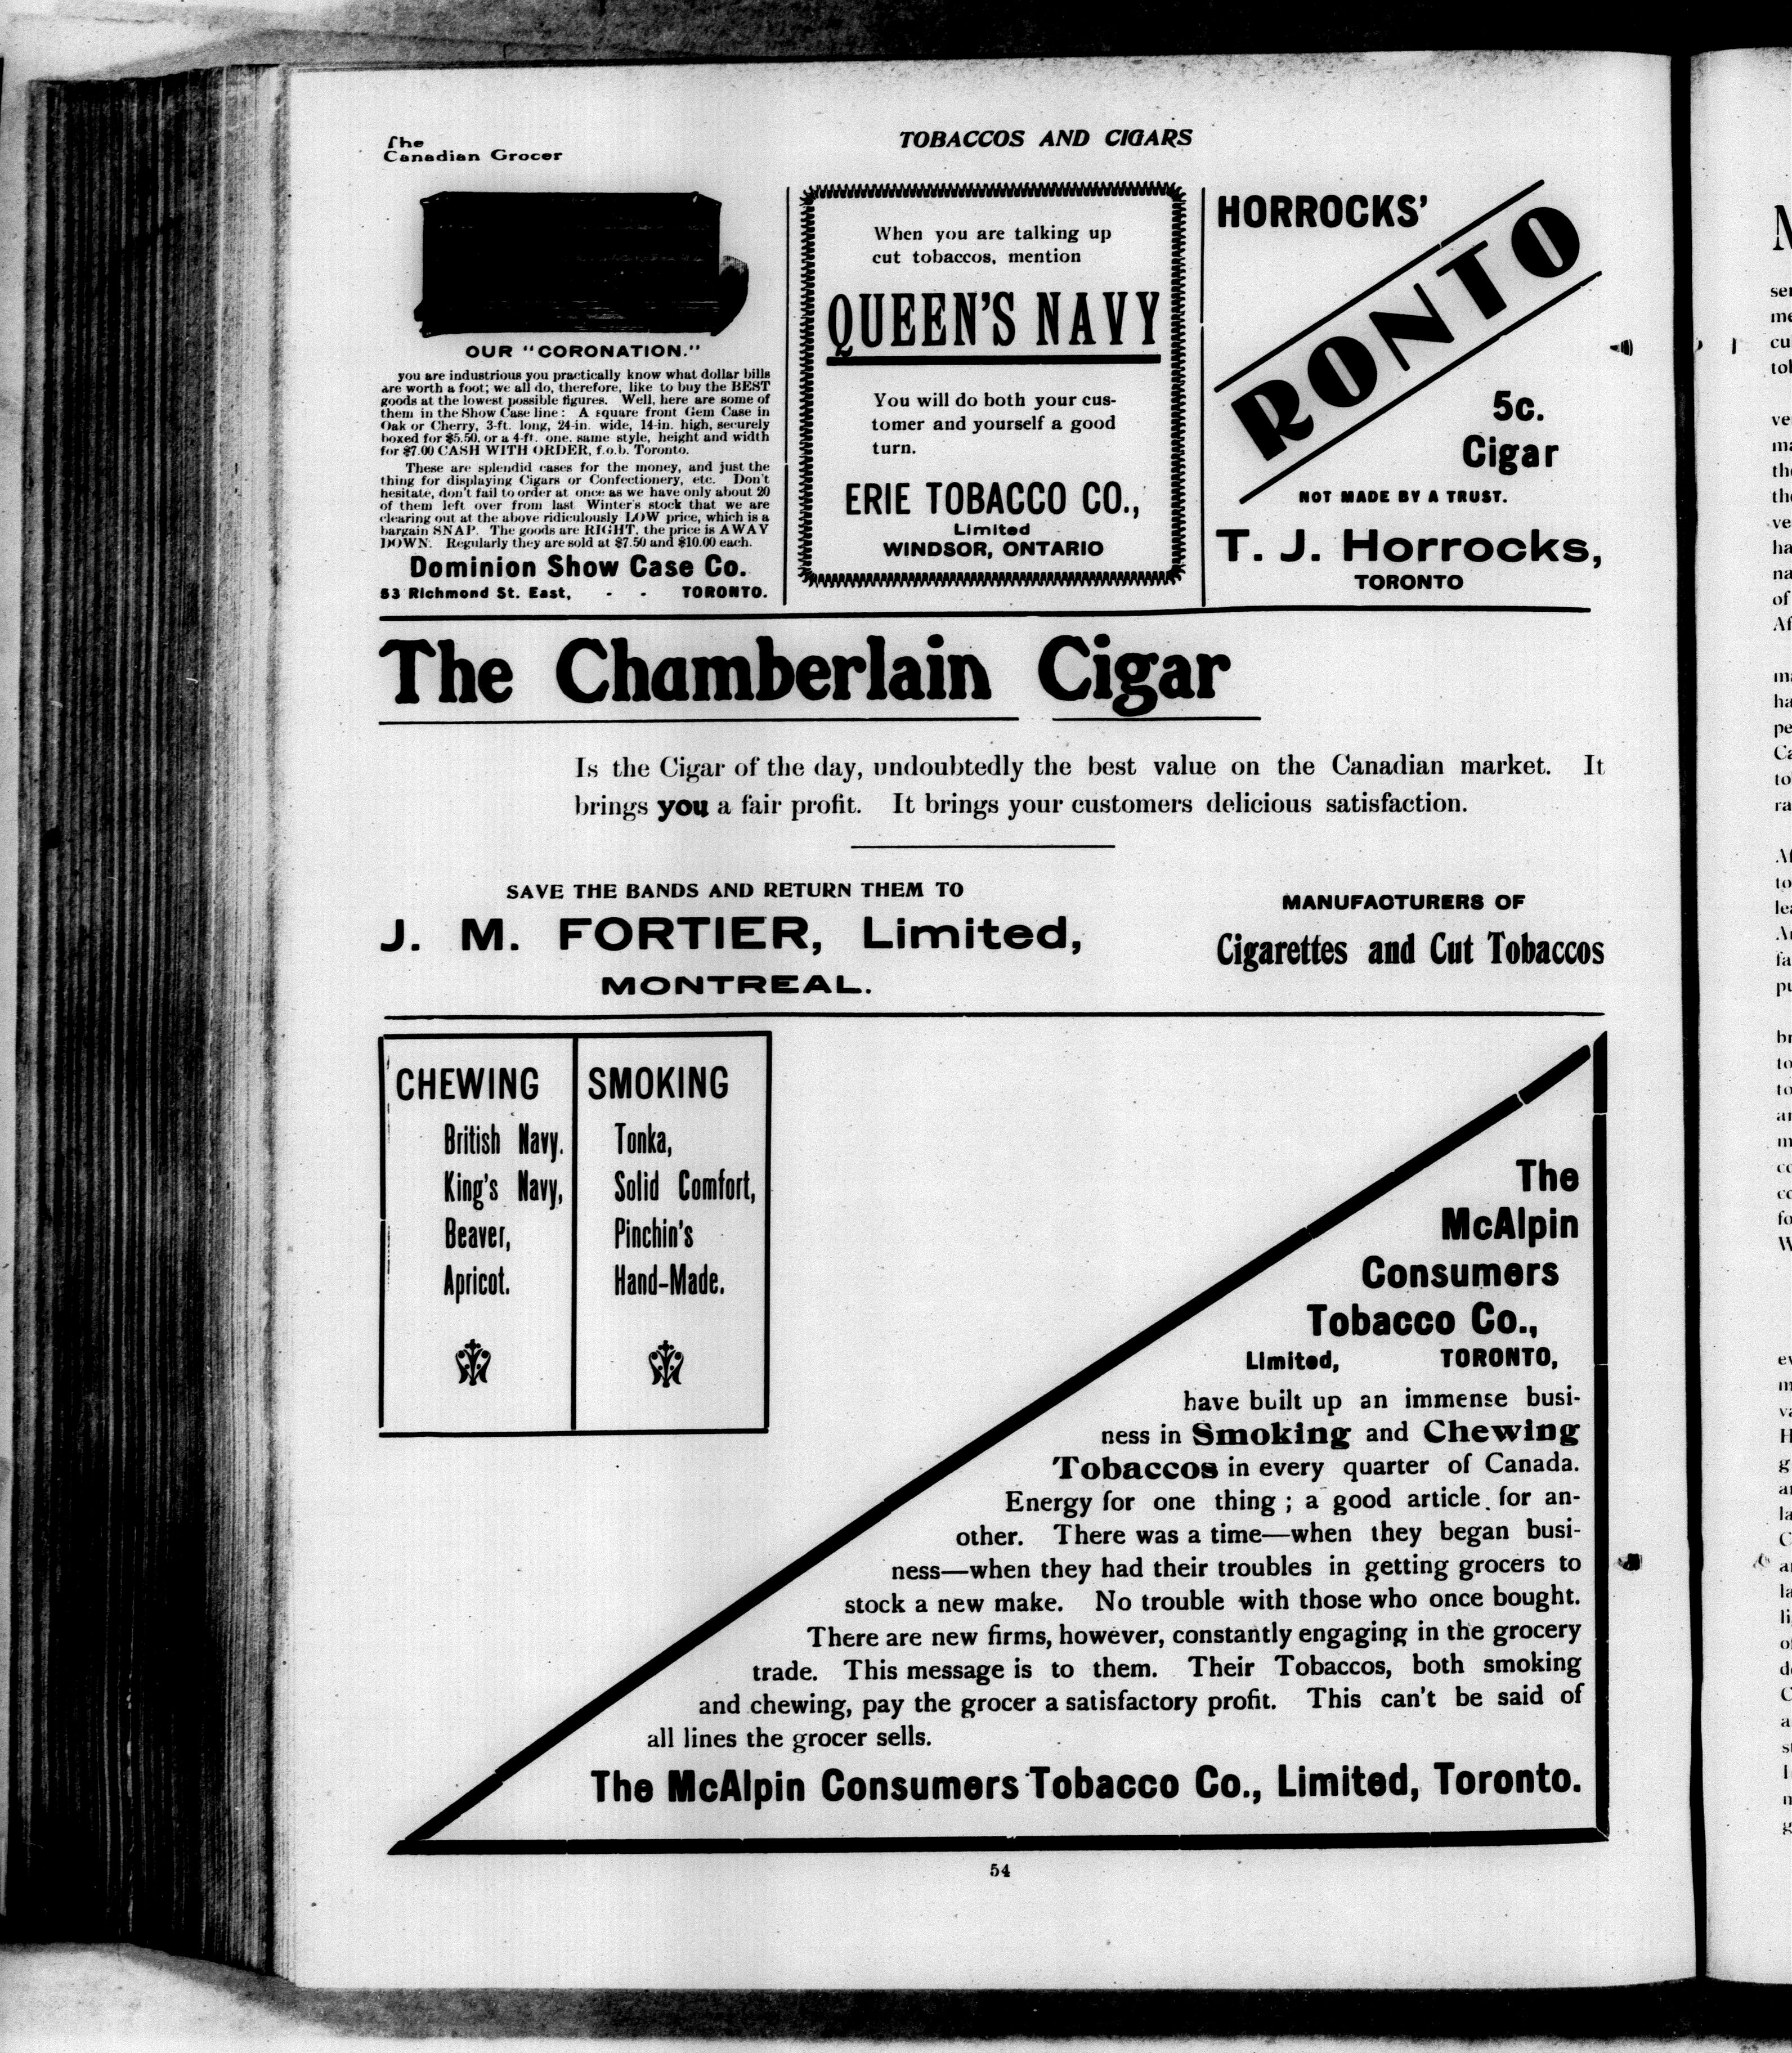 The
Canadian Grocer
TOBACCOS AND CIGARS
OUR "CORONATION."
you are industrious you practically know what dollar bills
are worth a foot; we all do, therefore, like to buy the BEST
goods at the lowest possible figures. Well, here are some of
them in the Show Case line: A square front Gem Case in
Oak or Cherry, 3-ft. long, 24-in. wide, 14-in. high, securely
boxed for $5.50, or a 4-ft. one, same style, height and width
for $7.00 CASH WITH ORDER, f.o.b. Toronto.
These are splendid cases for the money, and just the
thing for displaying Cigars or Confectionery, etc. Don't
hesitate, don't fail to order at once as we have only about 20
of them left over from last Winter's stock that we are
clearing out at the above ridiculously LOW price, which is a
bargain SNAP. The goods are RIGHT, the price is AWAY
DOWN. Regularly they are sold at $7.50 and $10.00 each.
Dominion Show Case Co.
53 Richmond St. East, - - TORONTO.
When you are talking up
cut tobaccos, mention
QUEEN'S NAVY
You will do both your cus-
tomer and yourself a good
turn.
ERIE TOBACCO CO.,
Limited
WINDSOR, ONTARIO
HORROCKS'
RONTO
5c.
Cigar
NOT MADE BY A TRUST.
T. J. Horrocks,
TORONTO
The Chamberlain Cigar
Is the Cigar of the day, undoubtedly the best value on the Canadian market. It
brings you a fair profit. It brings your customers delicious satisfaction.
SAVE THE BANDS AND RETURN THEM TO
J. M. FORTIER, Limited,
MONTREAL.
MANUFACTURERS OF
Cigarettes and Cut Tobaccos
CHEWING
British Navy.
King's Navy,
Beaver,
Apricot.
SMOKING
Tonka,
Solid Comfort,
Pinchin's
Hand-Made.
The
McAlpin
Consumers
Tobacco Co.,
Limited, TORONTO,
have built up an immense busi-
ness in Smoking and Chewing
Tobaccos in every quarter of Canada.
Energy for one thing; a good article for an-
other. There was a time—when they began busi-
ness—when they had their troubles in getting grocers to
stock a new make. No trouble with those who once bought.
There are new firms, however, constantly engaging in the grocery
trade. This message is to them. Their Tobaccos, both smoking
and chewing, pay the grocer a satisfactory profit. This can't be said of
all lines the grocer sells.
The McAlpin Consumers Tobacco Co., Limited, Toronto.
54